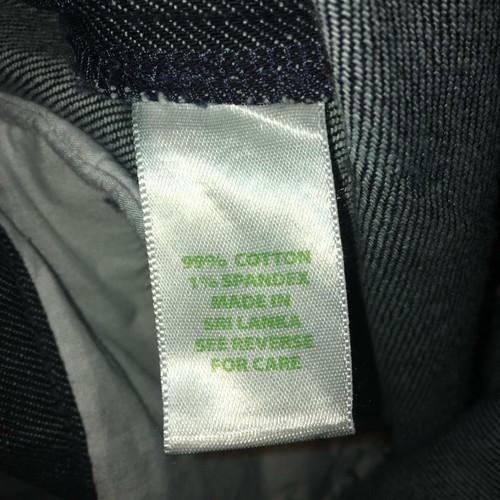 99% COTTON
1% SPANDEX
MADE IN
SRI LANKA
SEE REVERSE
FOR CARE